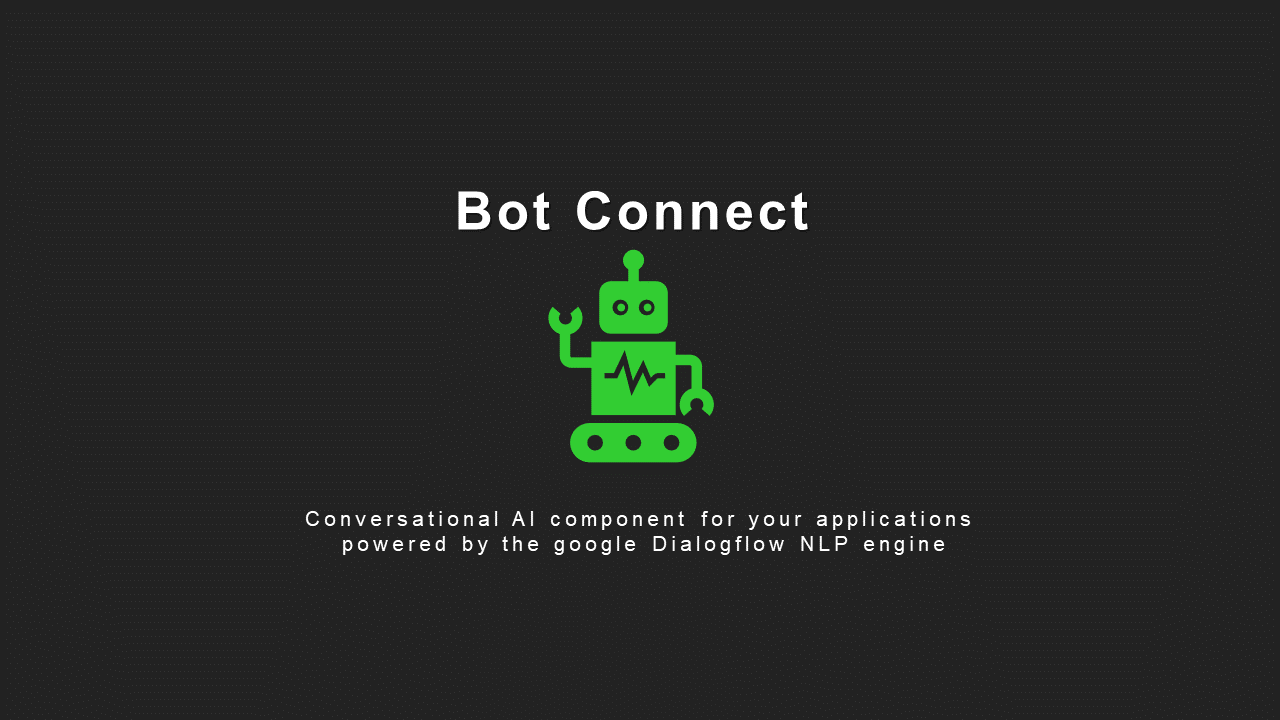 Bot Connect
Conversational AI component for your applications
powered by the google Dialogflow NLP engine